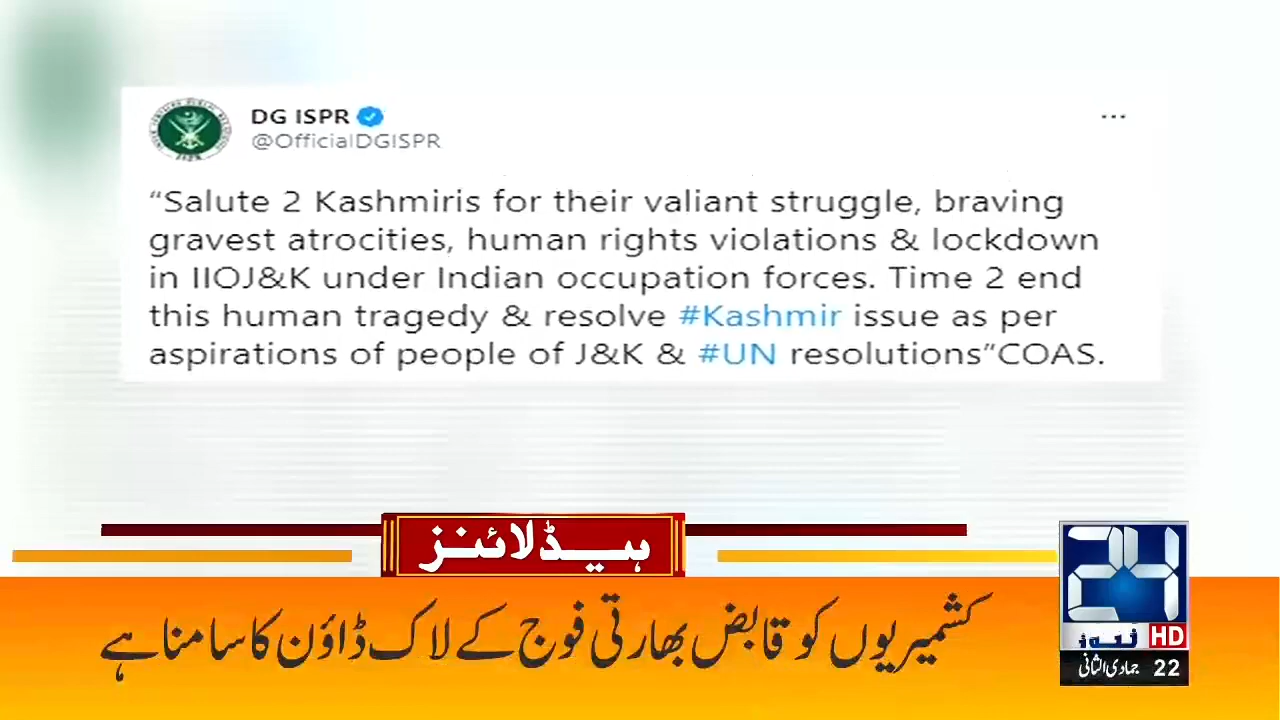 DG ISPR
@OfficialDGISPR
“Salute 2 Kashmiris for their valiant struggle, braving
gravest atrocities, human rights violations & lockdown
in IIOJ&K under Indian occupation forces. Time 2 end
this human tragedy & resolve #Kashmir issue as per
aspirations of people of J&K & #UN resolutions”COAS.
ہیڈلائنز
کشمیریوں کو قابض بھارتی فوج کے لاک ڈاؤن کا سامنا ہے
24
نیوز HD
22 جمادی الثانی